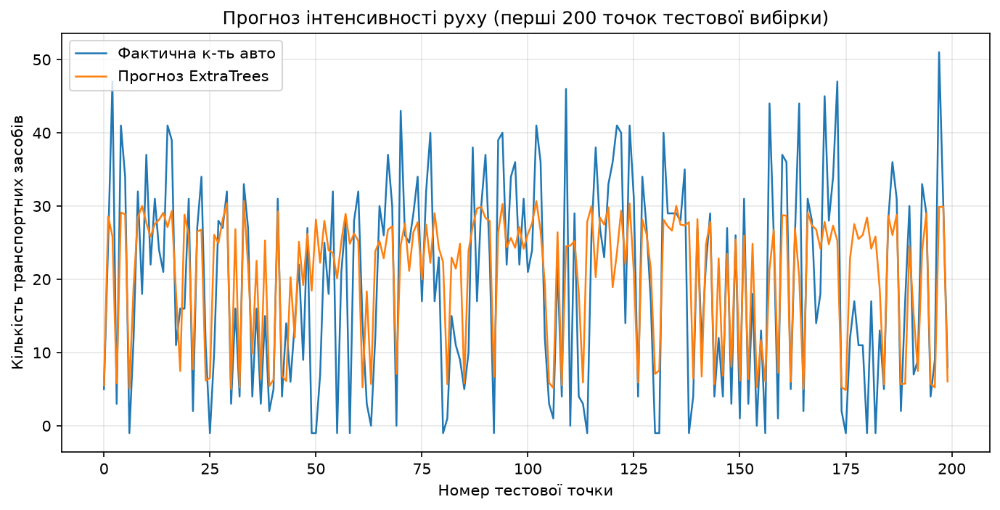 Прогноз інтенсивності руху (перші 200 точок тестової вибірки)
Фактична к-ть авто
Прогноз ExtraTrees
Кількість транспортних засобів
50
40
30
20
10
0
0 25 50 75 100 125 150 175 200
Номер тестової точки